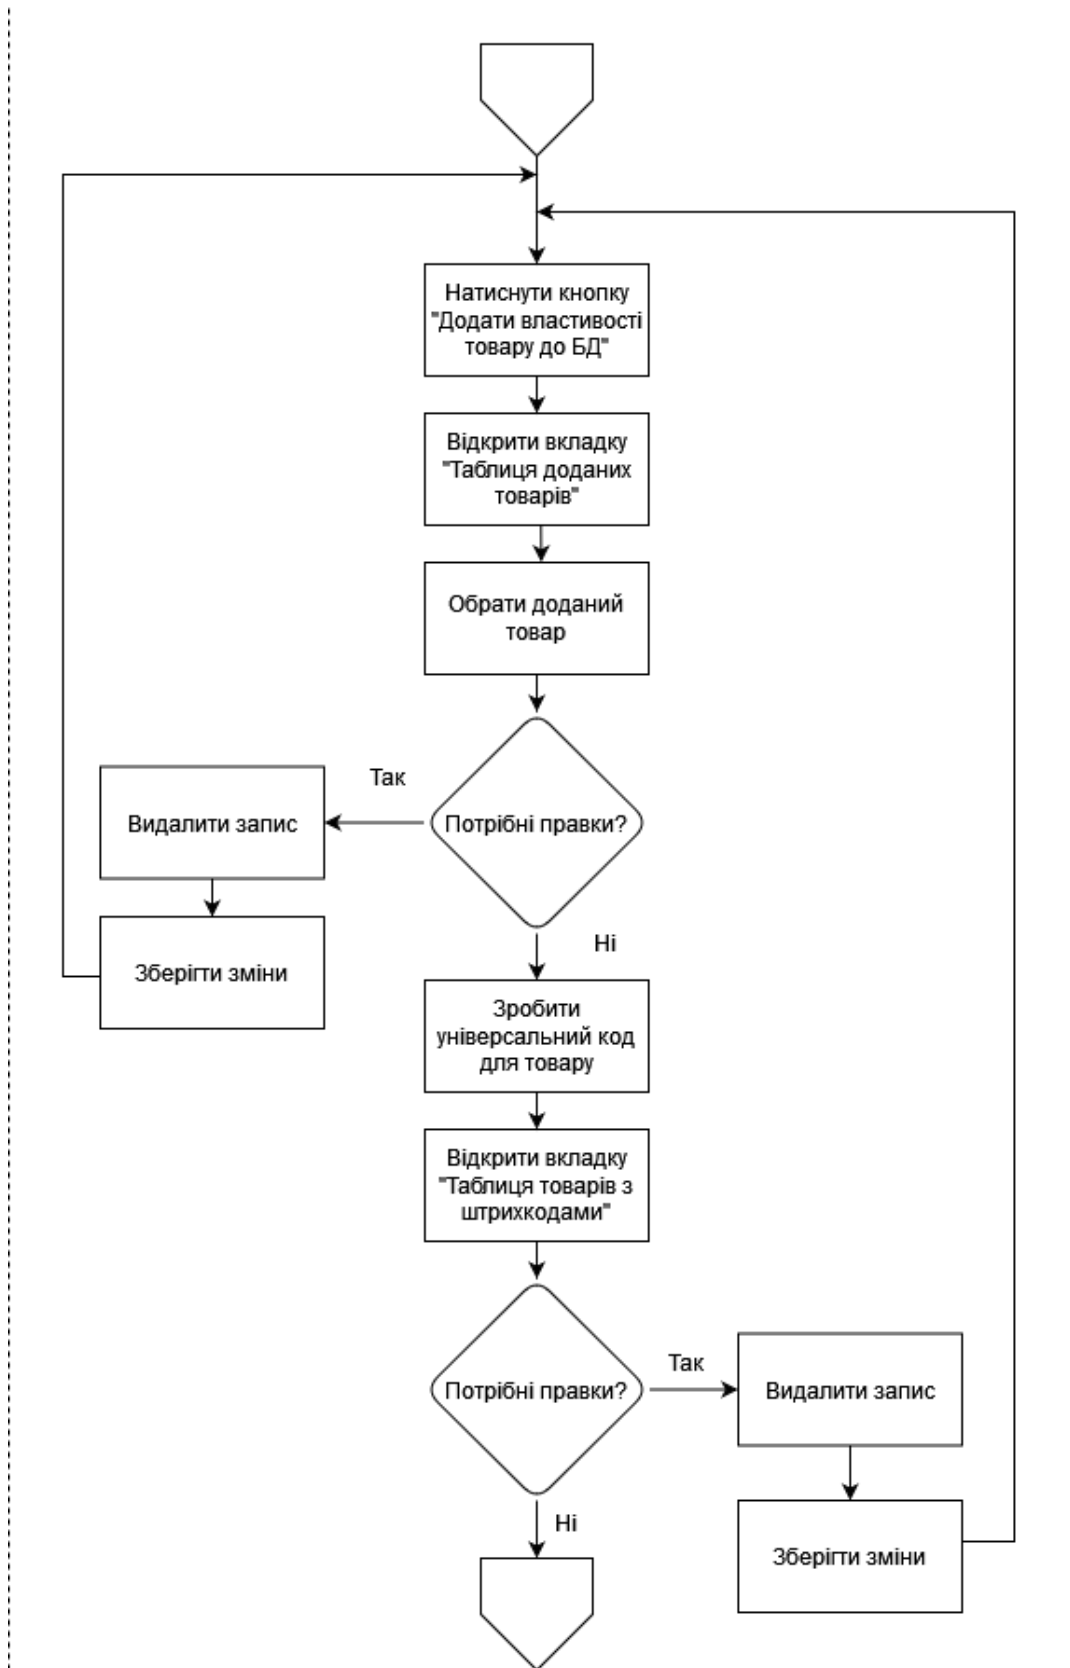 Натиснути кнопку
"Додати властивості
товару до БД"
Відкрити вкладку
"Таблиця доданих
товарів"
Обрати доданий
товар
Потрібні правки?
Так
Видалити запис
Зберігти зміни
Ні
Зробити
універсальний код
для товару
Відкрити вкладку
"Таблиця товарів з
штрихкодами"
Потрібні правки?
Так
Видалити запис
Зберігти зміни
Ні